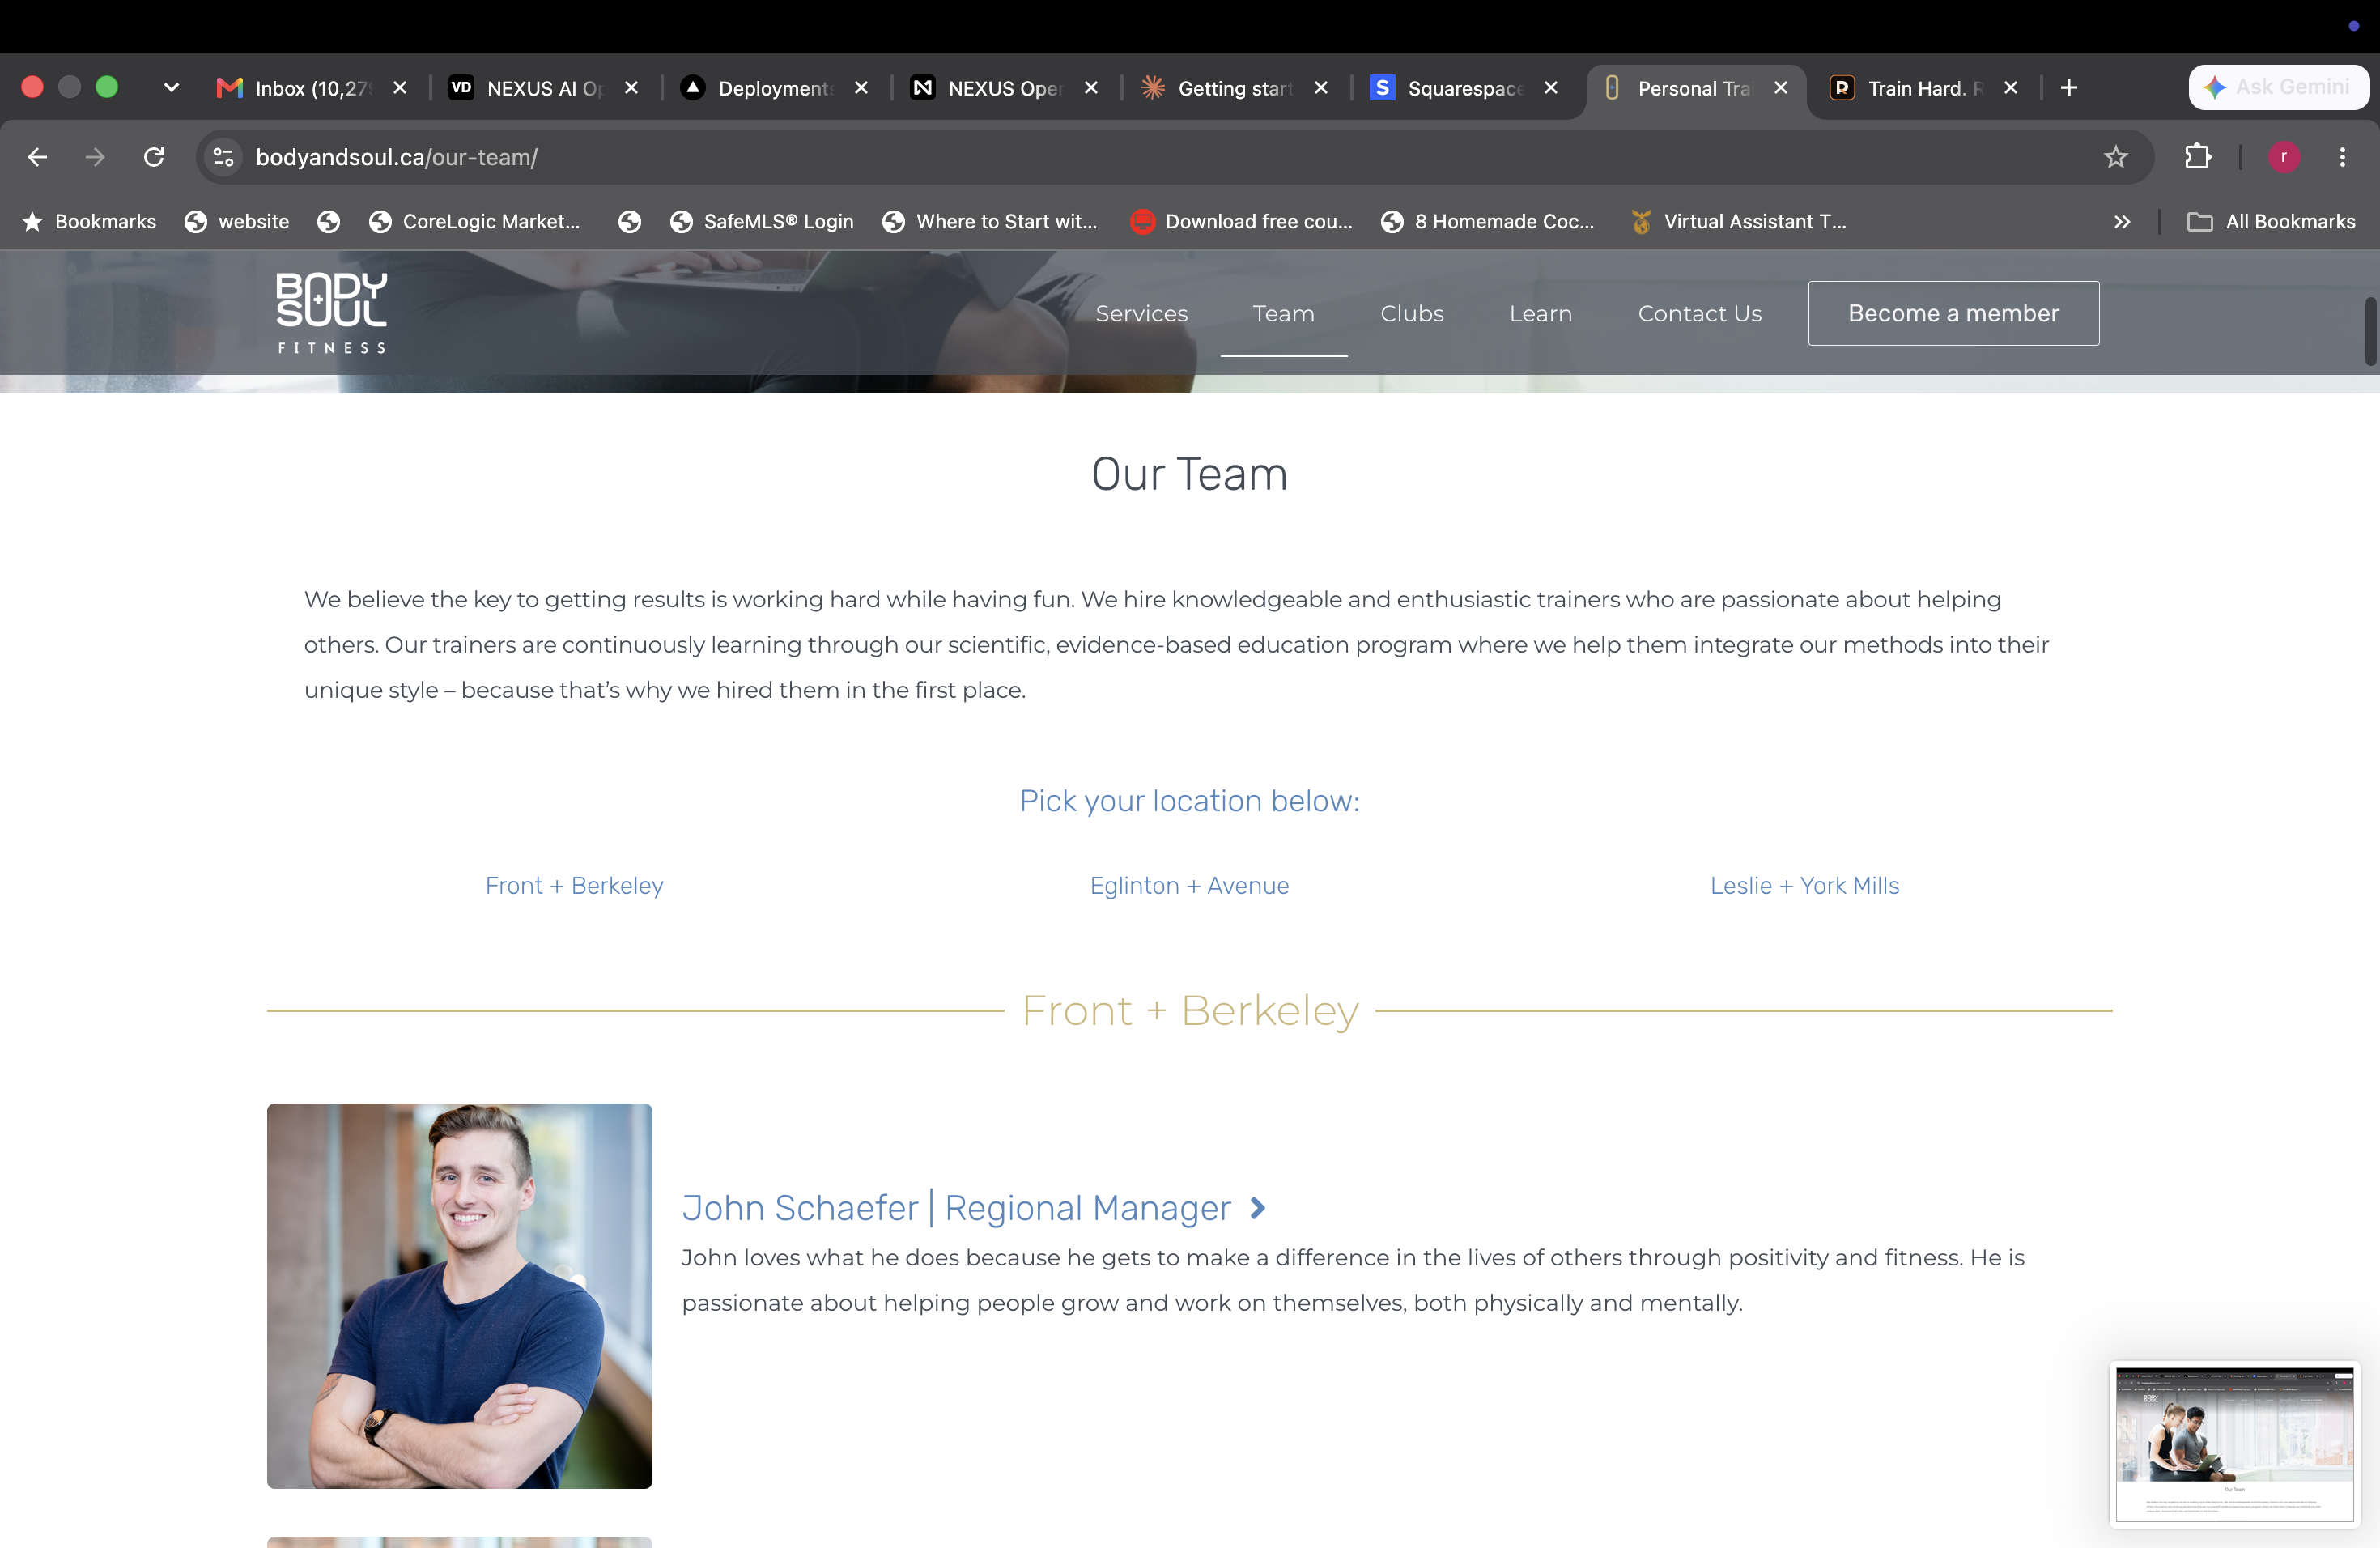 Inbox (10,279
NEXUS AI Op
Deployments
NEXUS Oper
Getting start
Squarespace
Personal Trai
Train Hard. R
Ask Gemini
bodyandsoul.ca/our-team/
r
Bookmarks
website
CoreLogic Market...
SafeMLS® Login
Where to Start wit...
Download free cou...
8 Homemade Coc...
Virtual Assistant T...
All Bookmarks
BODY
SOUL
FITNESS
Services
Team
Clubs
Learn
Contact Us
Become a member
Our Team
We believe the key to getting results is working hard while having fun. We hire knowledgeable and enthusiastic trainers who are passionate about helping
others. Our trainers are continuously learning through our scientific, evidence-based education program where we help them integrate our methods into their
unique style – because that’s why we hired them in the first place.
Pick your location below:
Front + Berkeley
Eglinton + Avenue
Leslie + York Mills
Front + Berkeley
John Schaefer | Regional Manager
John loves what he does because he gets to make a difference in the lives of others through positivity and fitness. He is
passionate about helping people grow and work on themselves, both physically and mentally.
Our Team